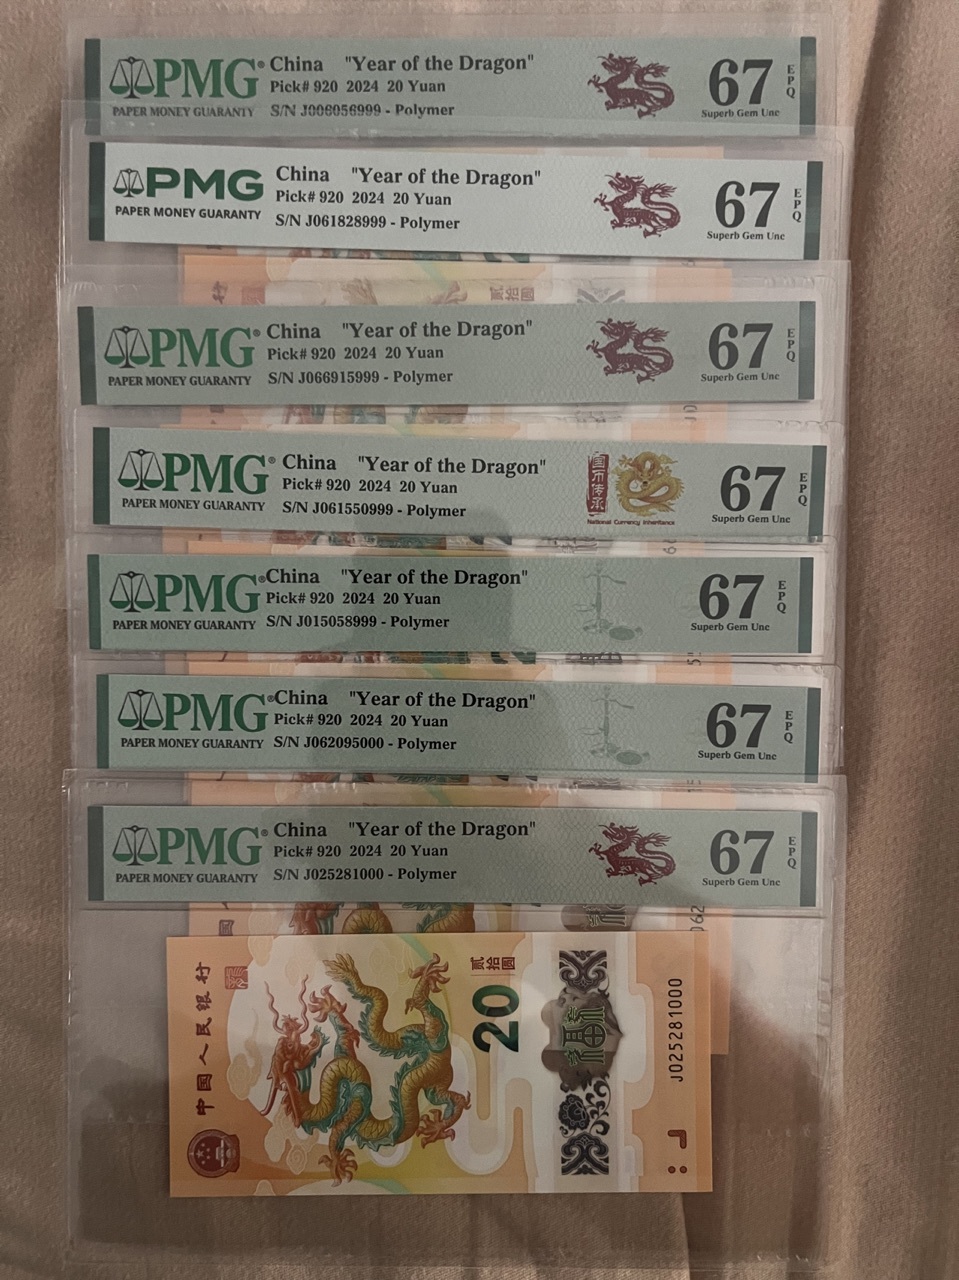 PMG® China "Year of the Dragon" 67 EPQ
Pick# 920 2024 20 Yuan
PAPER MONEY GUARANTY S/N J006056999 - Polymer Superb Gem Unc
PMG China "Year of the Dragon" 67 EPQ
Pick# 920 2024 20 Yuan
PAPER MONEY GUARANTY S/N J061828999 - Polymer Superb Gem Unc
贰拾圆
PMG® China "Year of the Dragon" 67 EPQ
Pick# 920 2024 20 Yuan
PAPER MONEY GUARANTY S/N J066915999 - Polymer Superb Gem Unc
PMG® China "Year of the Dragon" 国币传承 67 EPQ
Pick# 920 2024 20 Yuan
PAPER MONEY GUARANTY S/N J061550999 - Polymer National Currency Inheritance Superb Gem Unc
PMG® China "Year of the Dragon" 67 EPQ
Pick# 920 2024 20 Yuan
PAPER MONEY GUARANTY S/N J015058999 - Polymer Superb Gem Unc
PMG® China "Year of the Dragon" 67 EPQ
Pick# 920 2024 20 Yuan
PAPER MONEY GUARANTY S/N J062095000 - Polymer Superb Gem Unc
PMG® China "Year of the Dragon" 67 EPQ
Pick# 920 2024 20 Yuan
PAPER MONEY GUARANTY S/N J025281000 - Polymer Superb Gem Unc
中国人民银行
贰拾圆
20
J025281000